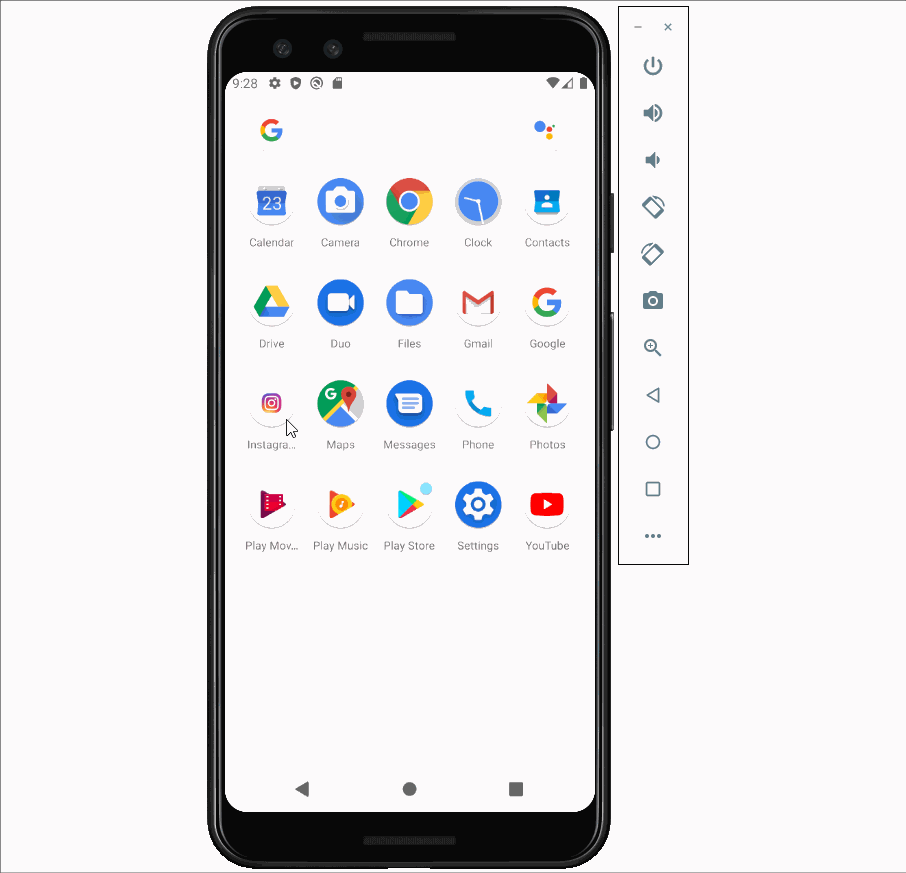 9:28
23
Calendar Camera Chrome Clock Contacts
Drive Duo Files Gmail Google
Instagra... Maps Messages Phone Photos
Play Mov... Play Music Play Store Settings YouTube